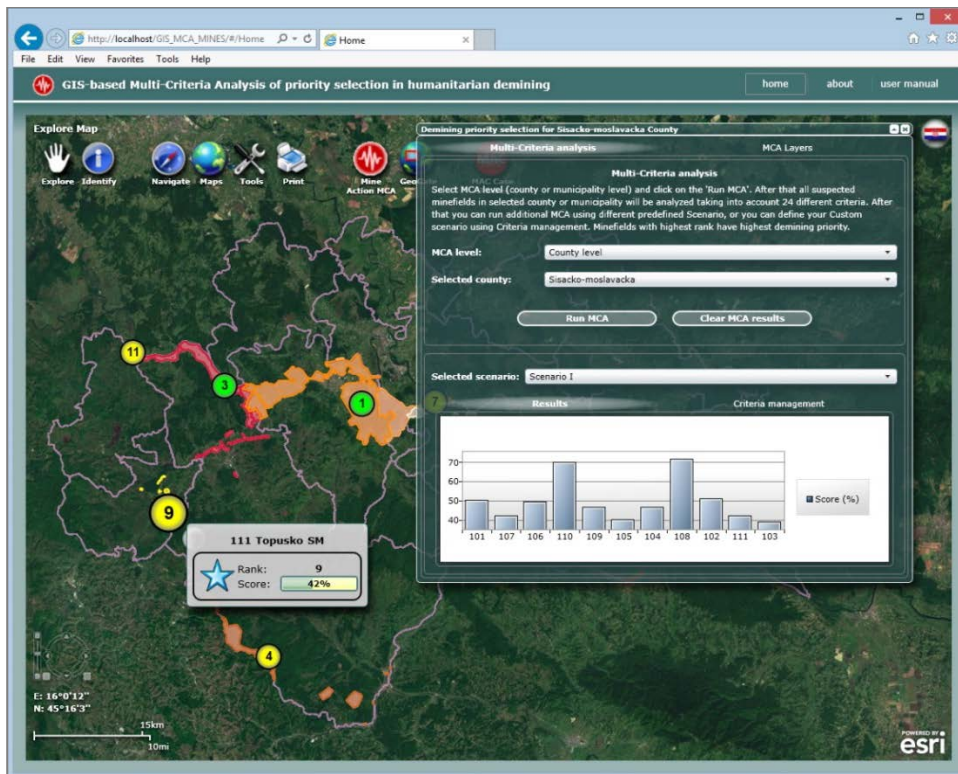 http://localhost/GIS_MCA_MINES/#/Home
Home
File Edit View Favorites Tools Help
GIS-based Multi-Criteria Analysis of priority selection in humanitarian demining
home about user manual
Explore Map
Explore Identify Navigate Maps Tools Print Mine Action MCA
Demining priority selection for Sisacko-moslavacka County
Multi-Criteria analysis MCA Layers
Multi-Criteria analysis
Select MCA level (county or municipality level) and click on the 'Run MCA'. After that all suspected
minefields in selected county or municipality will be analyzed taking into account 24 different criteria. After
that you can run additional MCA using different predefined Scenario, or you can define your Custom
scenario using Criteria management. Minefields with highest rank have highest demining priority.
MCA level: County level
Selected county: Sisacko-moslavacka
Run MCA Clear MCA results
Selected scenario: Scenario I
Results Criteria management
70
60
50
40
101 107 106 110 109 105 104 108 102 111 103
Score (%)
11
3
1
7
9
111 Topusko SM
Rank: 9
Score: 42%
4
E: 16°0'12"
N: 45°16'3"
15km
10mi
POWERED BY
esri